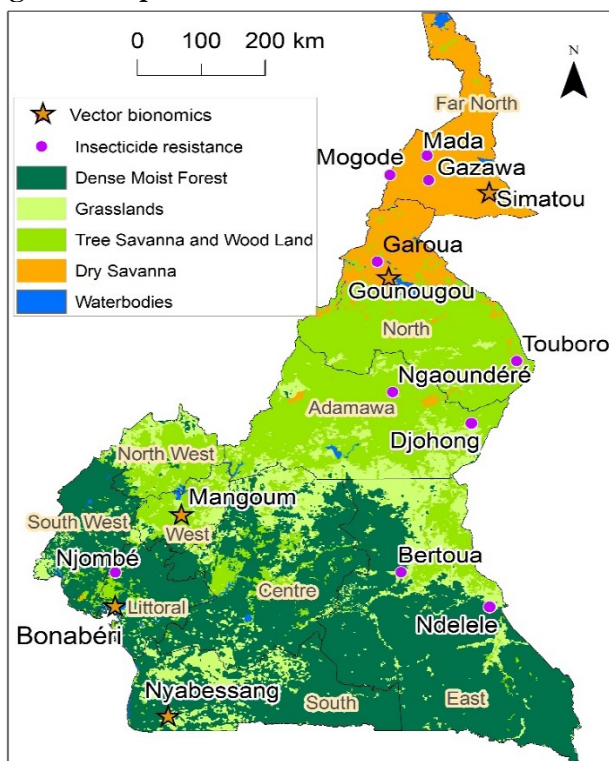 0 100 200 km
N
Vector bionomics
Insecticide resistance
Dense Moist Forest
Grasslands
Tree Savanna and Wood Land
Dry Savanna
Waterbodies
Far North
Mada
Mogode
Gazawa
Simatou
Garoua
Gounougou
North
Touboro
Ngaoundéré
Adamawa
Djohong
North West
Mangoum
South West
West
Njombé
Bertoua
Centre
Littoral
Ndelele
Bonabéri
Nyabessang
South
East